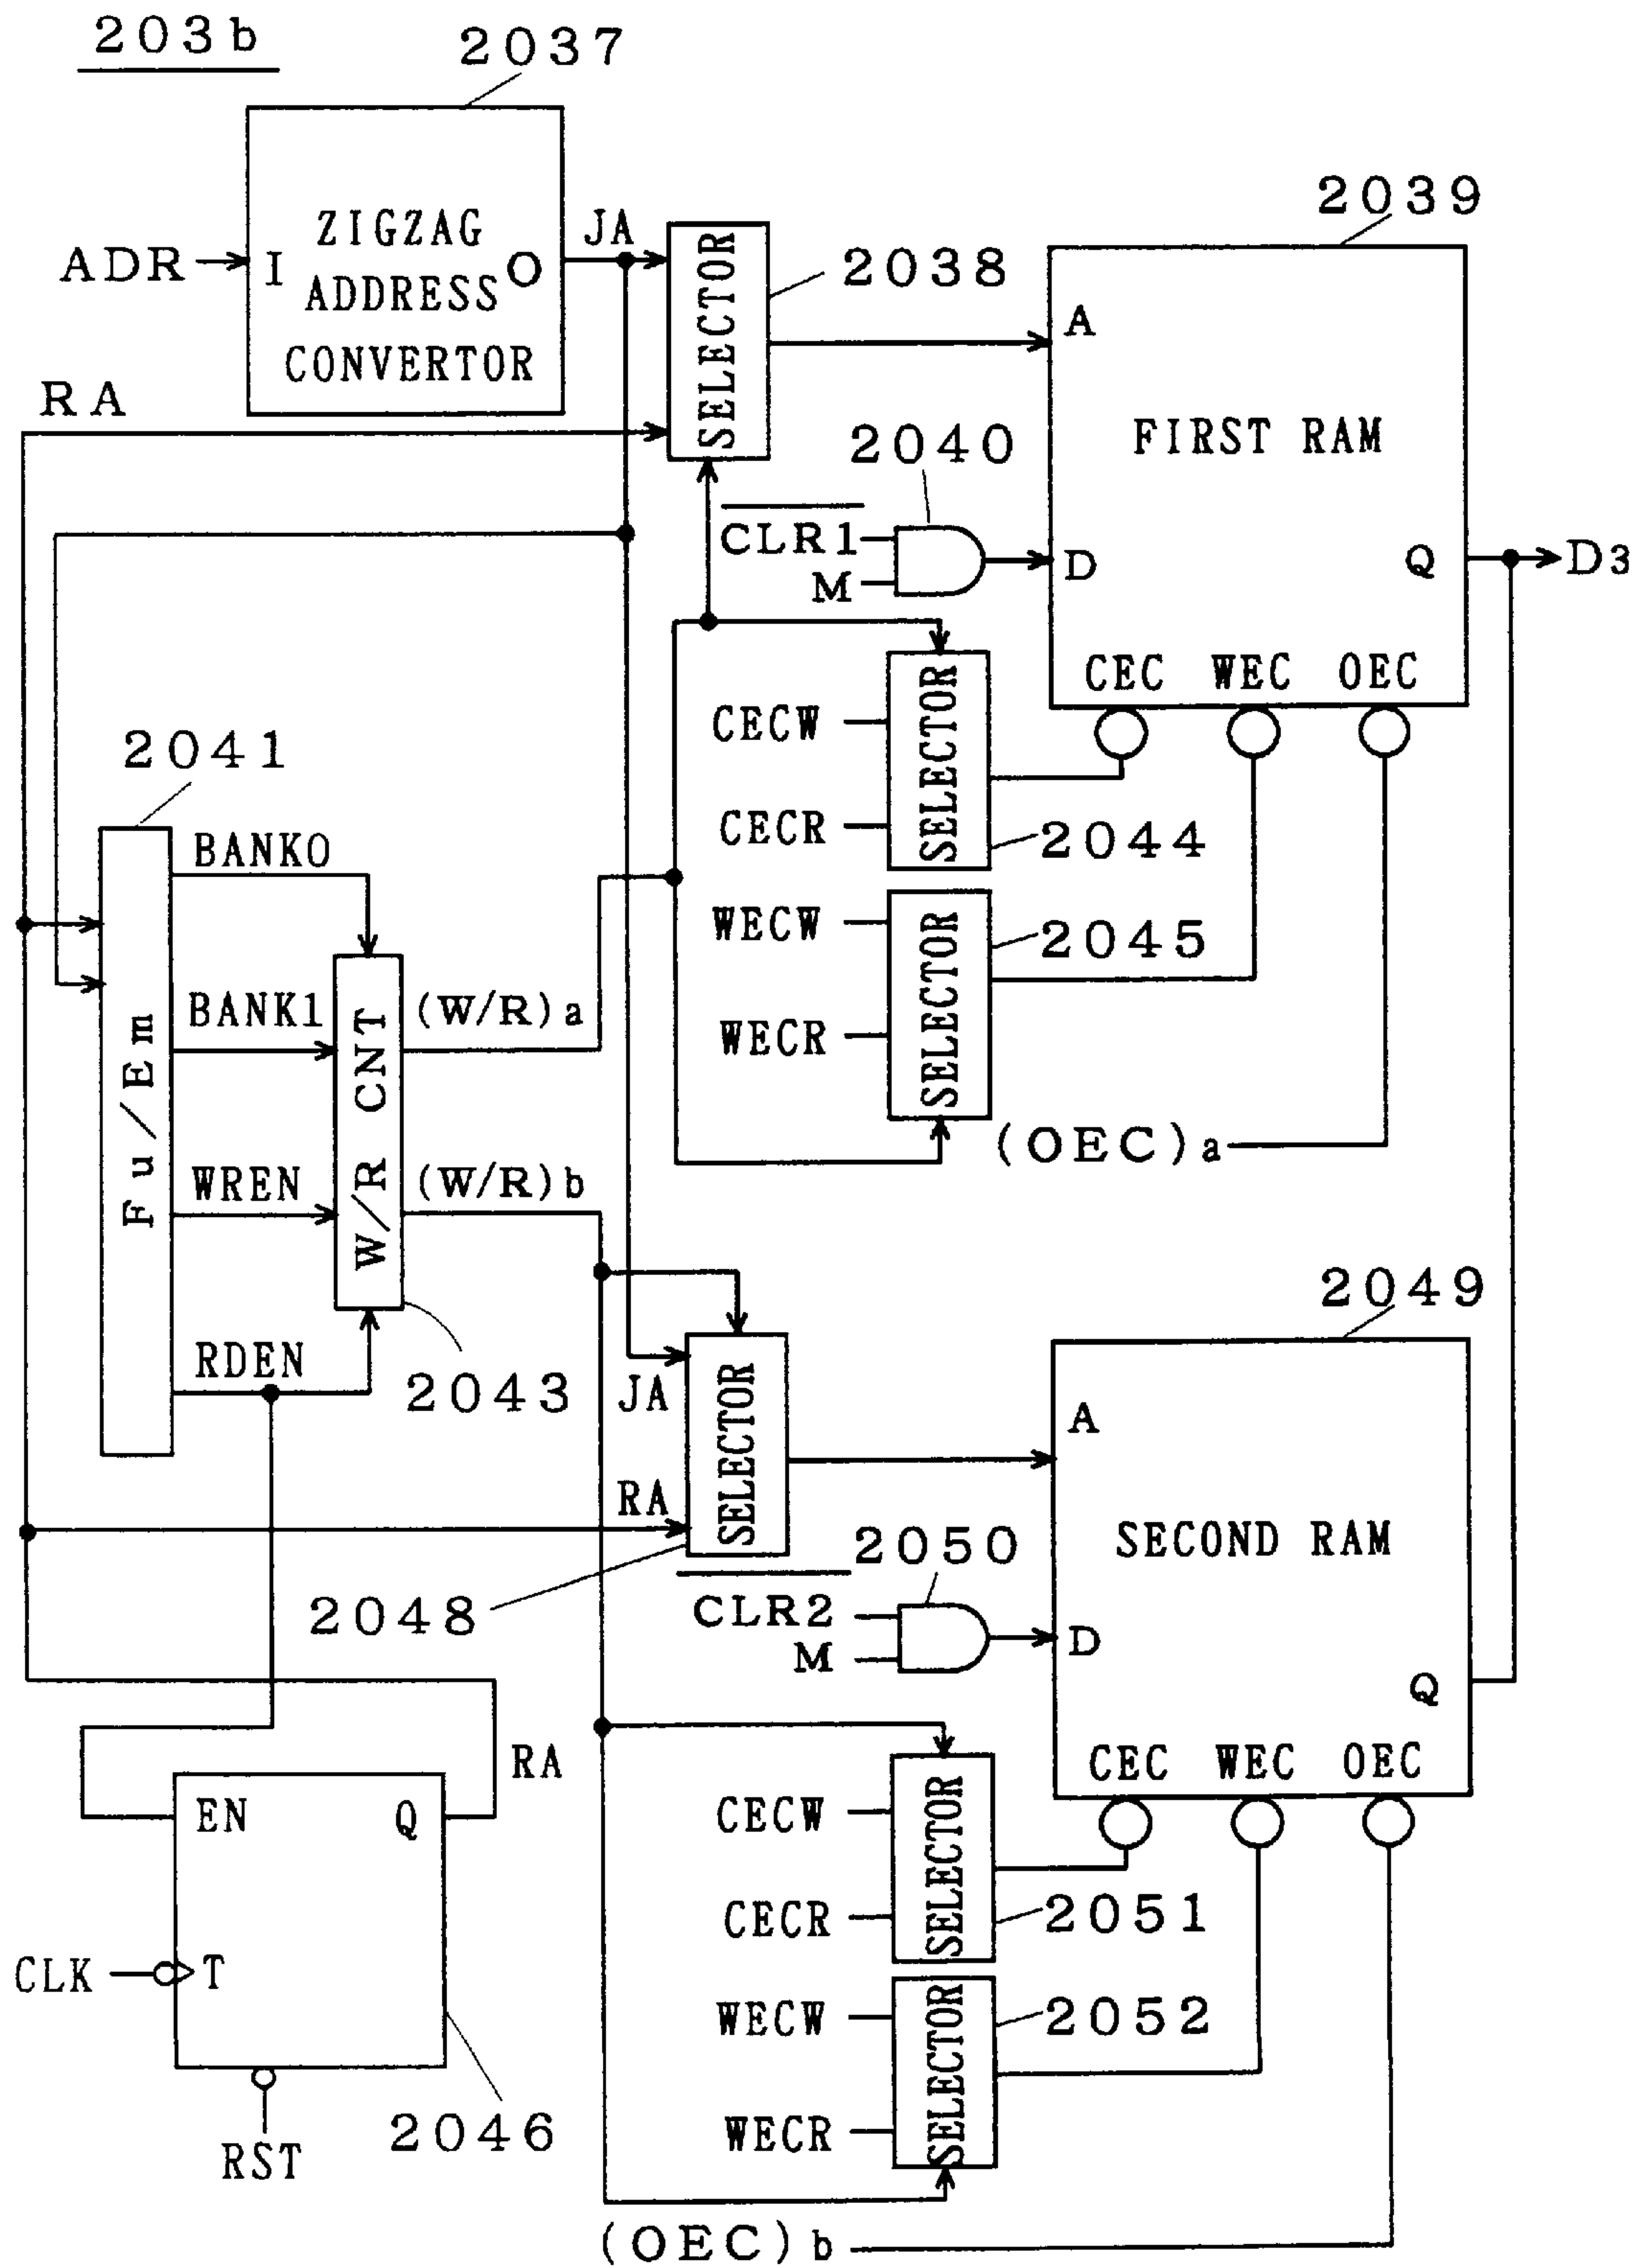 203b
2037
ZIGZAG
ADDRESS
CONVERTOR
ADR
I
O
JA
SELECTOR
2038
2039
A
FIRST RAM
RA
2040
CLR1
M
D
Q
D3
CEC WEC OEC
CECW
CECR
SELECTOR
2044
WECW
WECR
SELECTOR
2045
(OEC)a
2041
Fu/Em
BANK0
BANK1
WREN
RDEN
W/R CNT
(W/R)a
(W/R)b
2043
JA
RA
SELECTOR
2048
2049
A
SECOND RAM
2050
CLR2
M
D
Q
CEC WEC OEC
CECW
CECR
SELECTOR
2051
WECW
WECR
SELECTOR
2052
(OEC)b
RA
EN
Q
CLK
T
RST
2046